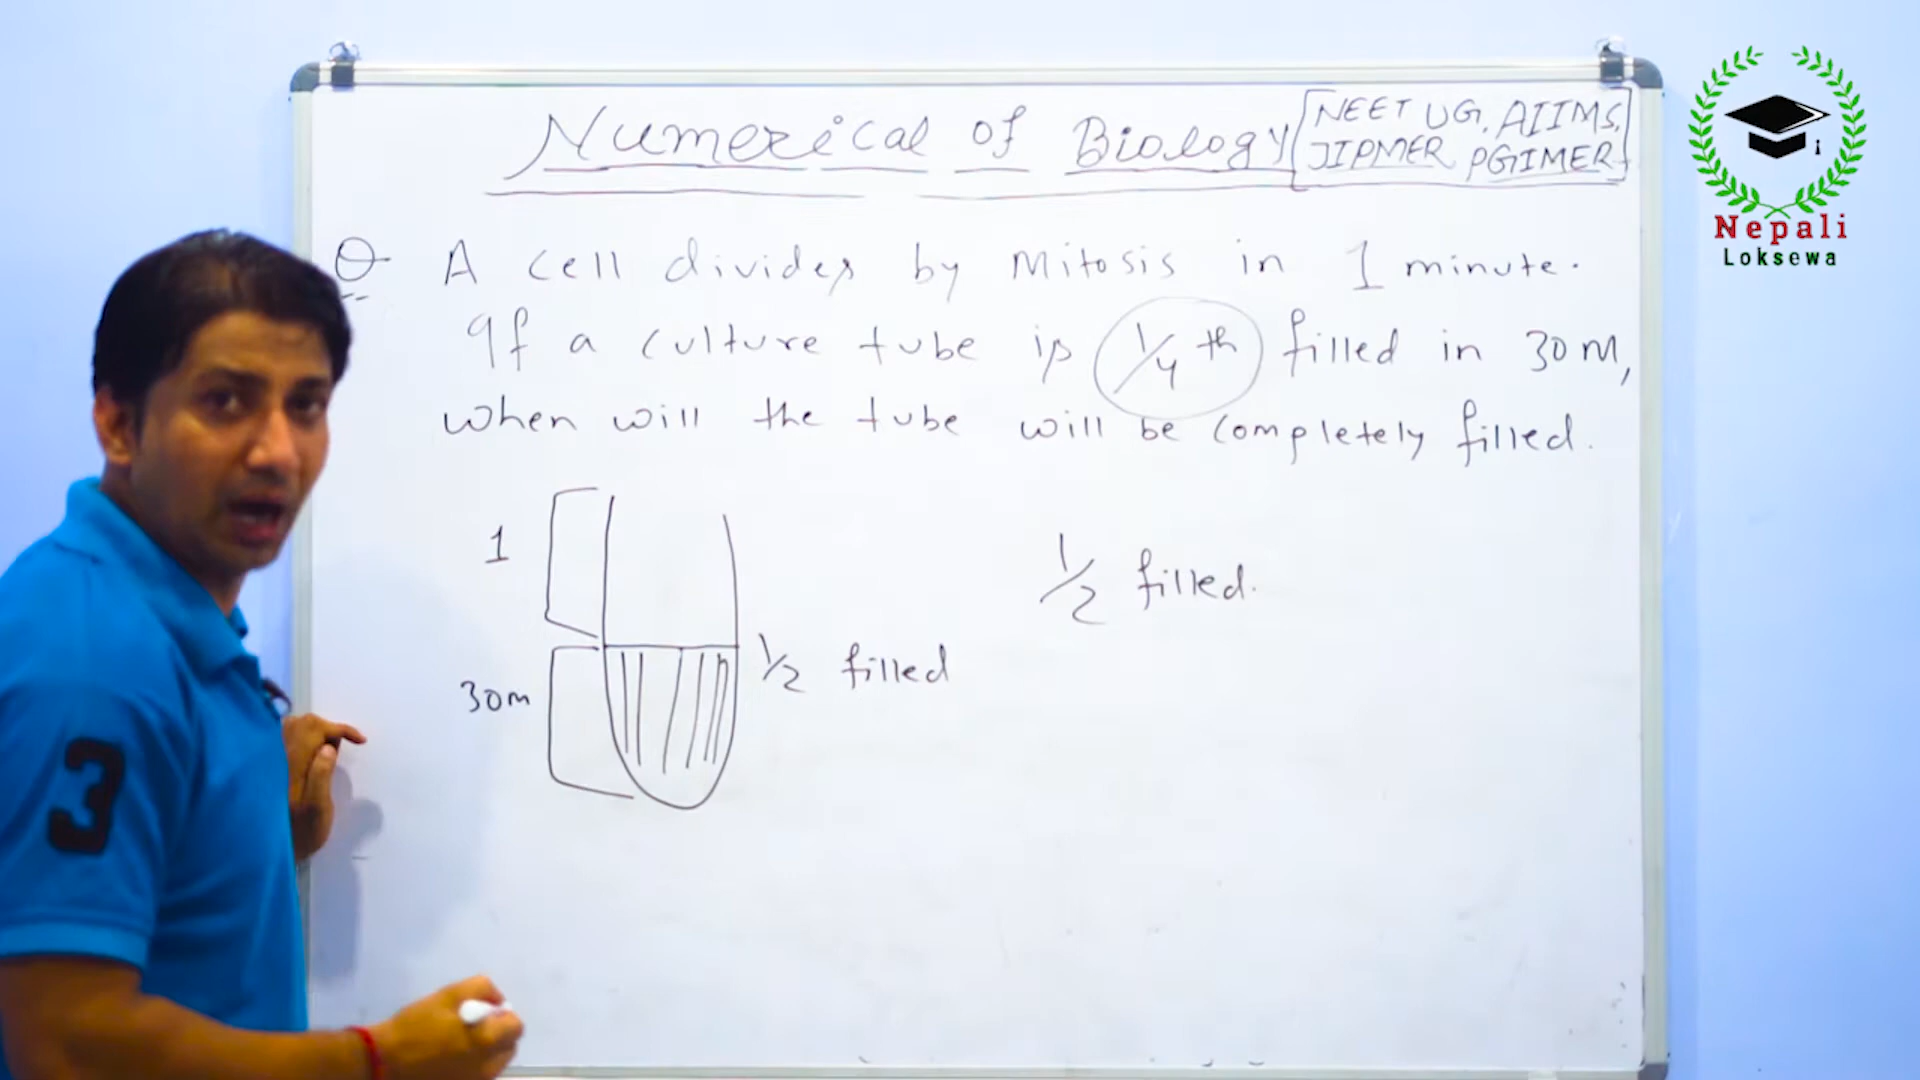 Numerical of Biology
NEET UG, AIIMS,
JIPMER PGIMER
Nepali
Loksewa
Q A cell divides by Mitosis in 1 minute.
If a culture tube is 1/4 th filled in 30 M,
when will the tube will be completely filled.
1
1/2 filled.
30m
1/2 filled
3